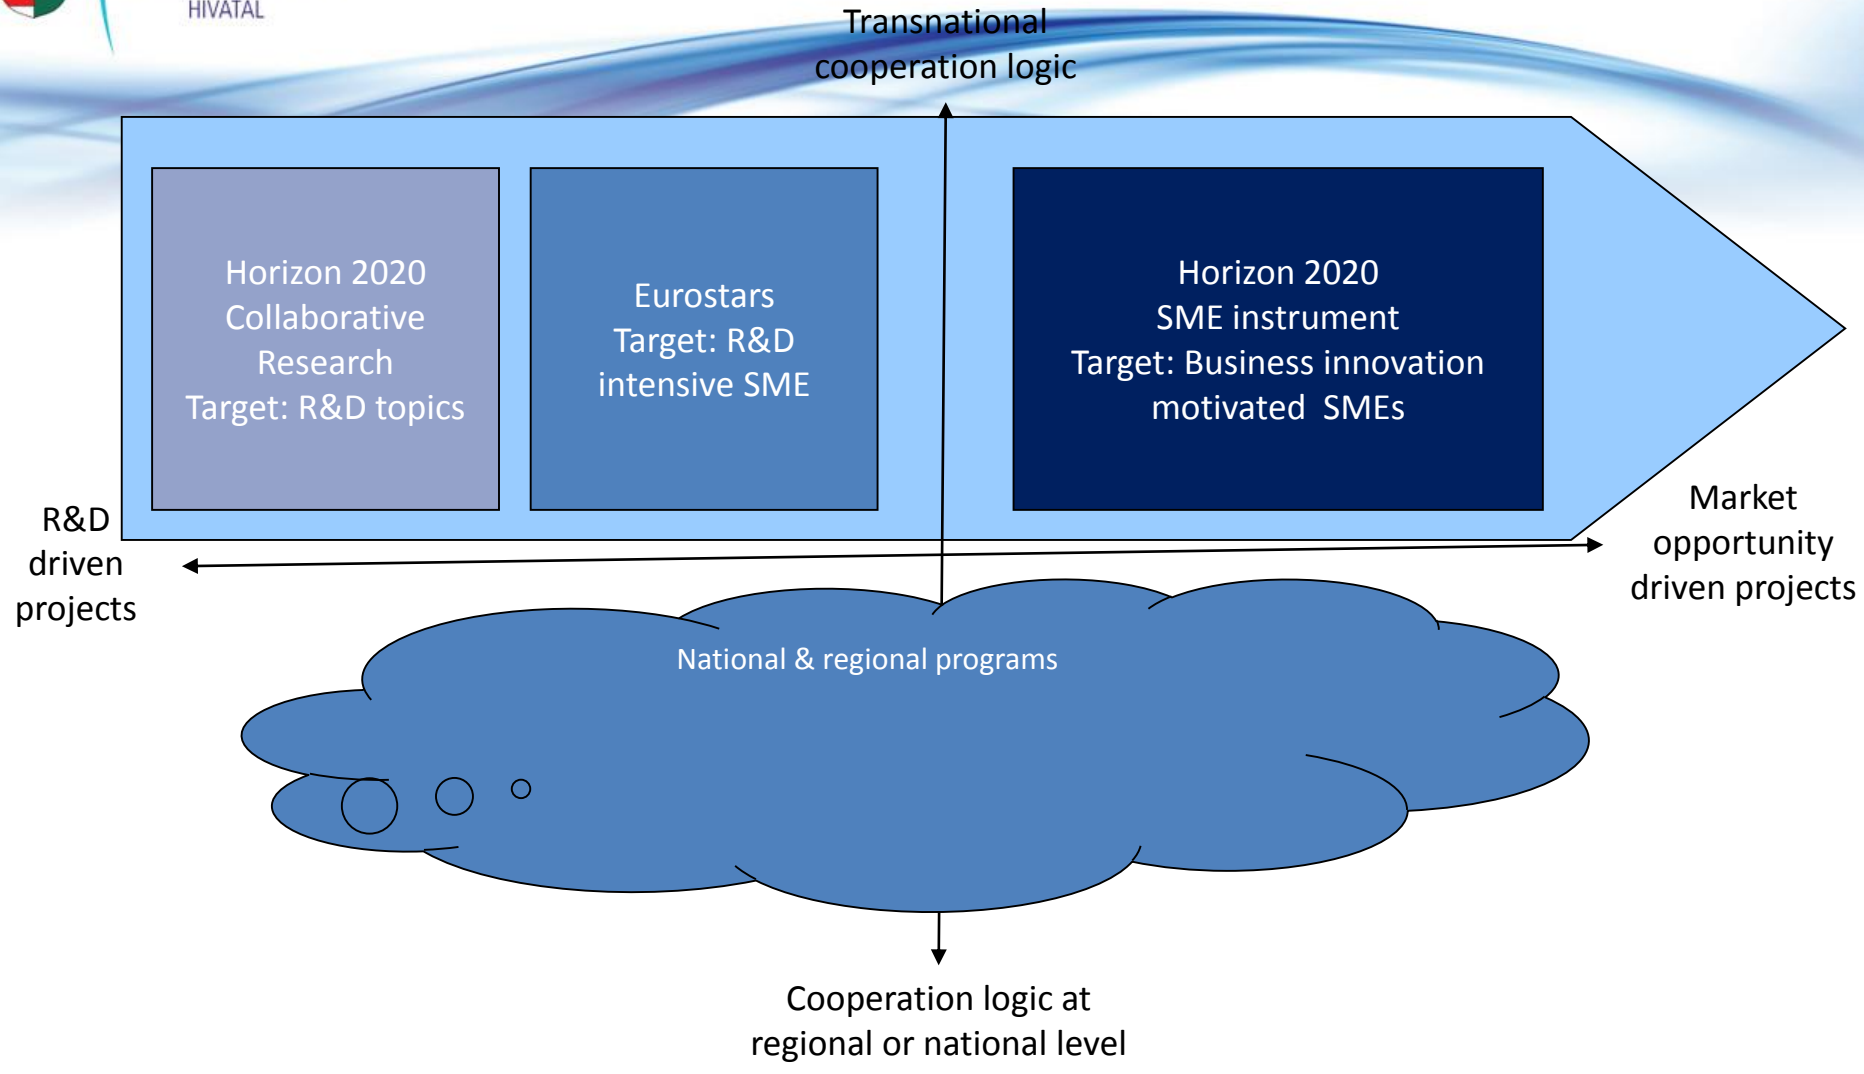 HIVATAL
Transnational
cooperation logic
Horizon 2020
Collaborative
Research
Target: R&D topics
Eurostars
Target: R&D
intensive SME
Horizon 2020
SME instrument
Target: Business innovation
motivated SMEs
R&D
driven
projects
Market
opportunity
driven projects
National & regional programs
Cooperation logic at
regional or national level